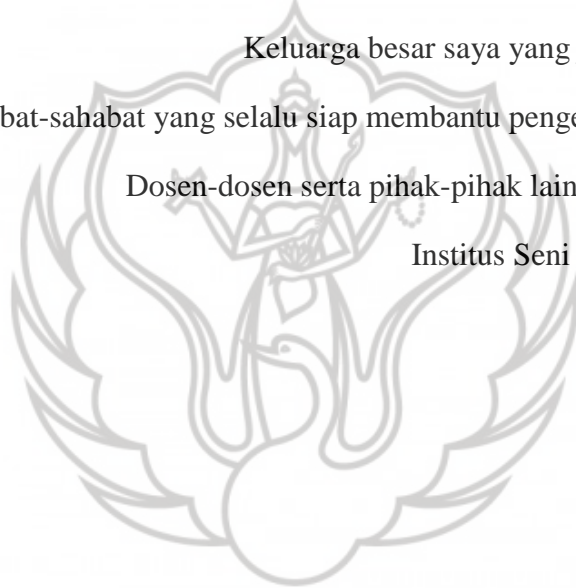 Keluarga besar saya yang
bat-sahabat yang selalu siap membantu penge
Dosen-dosen serta pihak-pihak lain
Institus Seni